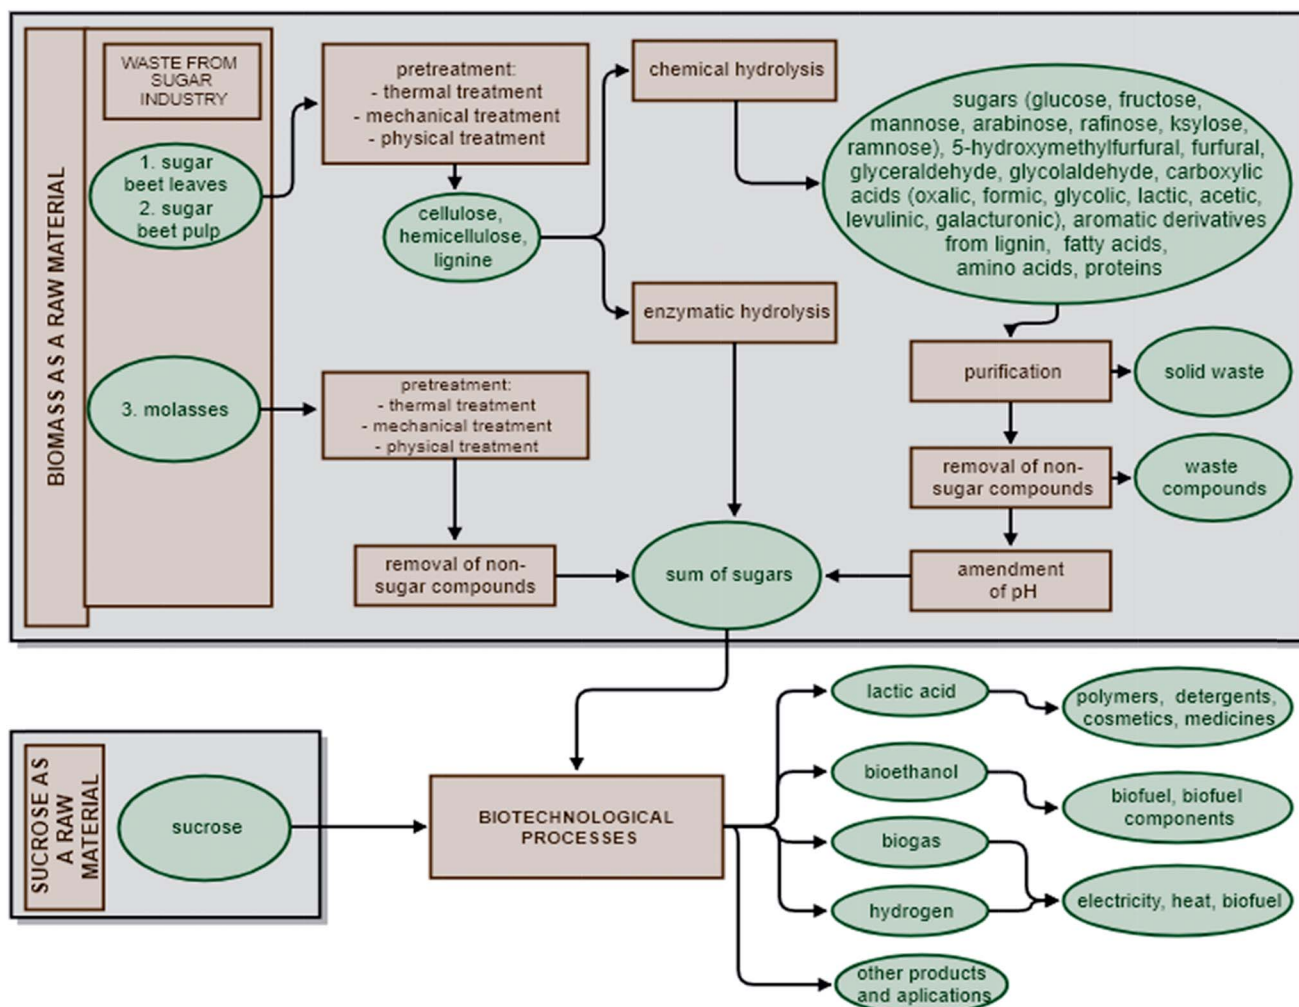 BIOMASS AS A RAW MATERIAL
WASTE FROM
SUGAR
INDUSTRY
1. sugar
beet leaves
2. sugar
beet pulp
pretreatment:
- thermal treatment
- mechanical treatment
- physical treatment
cellulose,
hemicellulose,
lignine
chemical hydrolysis
enzymatic hydrolysis
sugars (glucose, fructose,
mannose, arabinose, rafinose, ksylose,
ramnose), 5-hydroxymethylfurfural, furfural,
glyceraldehyde, glycolaldehyde, carboxylic
acids (oxalic, formic, glycolic, lactic, acetic,
levulinic, galacturonic), aromatic derivatives
from lignin, fatty acids,
amino acids, proteins
purification
solid waste
removal of non-
sugar compounds
waste
compounds
amendment
of pH
3. molasses
pretreatment:
- thermal treatment
- mechanical treatment
- physical treatment
removal of non-
sugar compounds
sum of sugars
SUCROSE AS
A RAW
MATERIAL
sucrose
BIOTECHNOLOGICAL
PROCESSES
lactic acid
polymers, detergents,
cosmetics, medicines
bioethanol
biofuel, biofuel
components
biogas
hydrogen
electricity, heat, biofuel
other products
and aplications